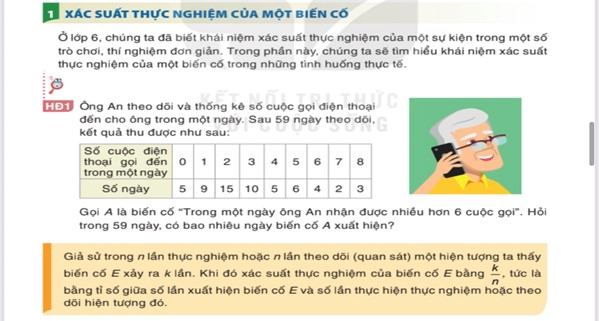 1 XÁC SUẤT THỰC NGHIỆM CỦA MỘT BIẾN CỐ
Ở lớp 6, chúng ta đã biết khái niệm xác suất thực nghiệm của một sự kiện trong một số
trò chơi, thí nghiệm đơn giản. Trong phần này, chúng ta sẽ tìm hiểu khái niệm xác suất
thực nghiệm của một biến cố trong những tình huống thực tế.
KẾT NỐI TRI THỨC
VỚI CUỘC SỐNG
HĐ1 Ông An theo dõi và thống kê số cuộc gọi điện thoại
đến cho ông trong một ngày. Sau 59 ngày theo dõi,
kết quả thu được như sau:
Số cuộc điện
thoại gọi đến
trong một ngày 0 1 2 3 4 5 6 7 8
Số ngày 5 9 15 10 5 6 4 2 3
Gọi A là biến cố “Trong một ngày ông An nhận được nhiều hơn 6 cuộc gọi”. Hỏi
trong 59 ngày, có bao nhiêu ngày biến cố A xuất hiện?
Giả sử trong n lần thực nghiệm hoặc n lần theo dõi (quan sát) một hiện tượng ta thấy
biến cố E xảy ra k lần. Khi đó xác suất thực nghiệm của biến cố E bằng k/n, tức là
bằng tỉ số giữa số lần xuất hiện biến cố E và số lần thực hiện thực nghiệm hoặc theo
dõi hiện tượng đó.